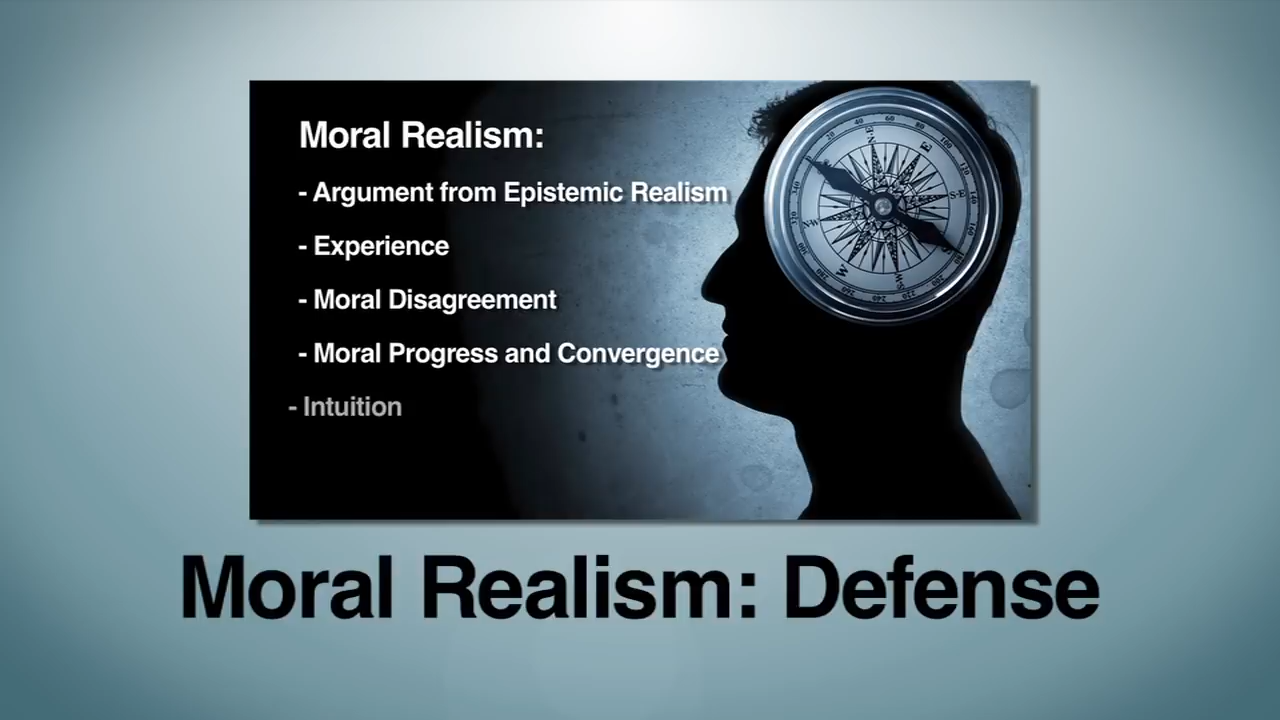 Moral Realism:
- Argument from Epistemic Realism
- Experience
- Moral Disagreement
- Moral Progress and Convergence
- Intuition
Moral Realism: Defense